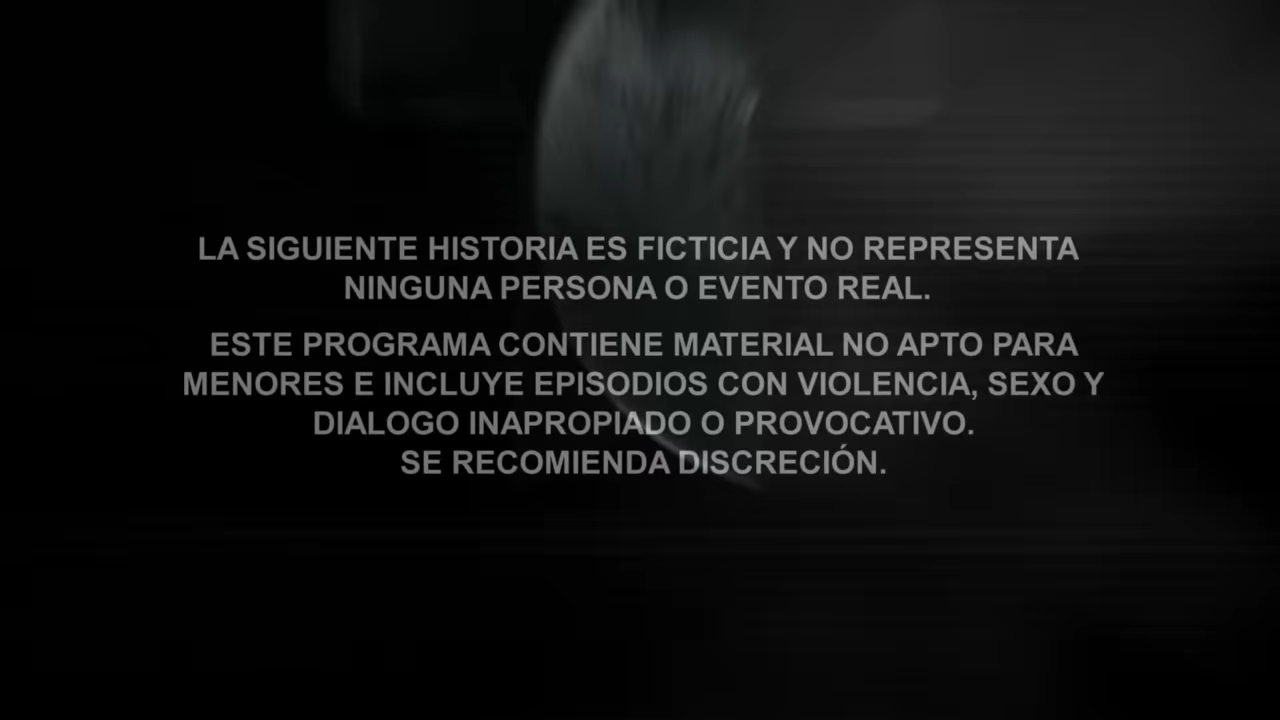 LA SIGUIENTE HISTORIA ES FICTICIA Y NO REPRESENTA
NINGUNA PERSONA O EVENTO REAL.
ESTE PROGRAMA CONTIENE MATERIAL NO APTO PARA
MENORES E INCLUYE EPISODIOS CON VIOLENCIA, SEXO Y
DIALOGO INAPROPIADO O PROVOCATIVO.
SE RECOMIENDA DISCRECIÓN.